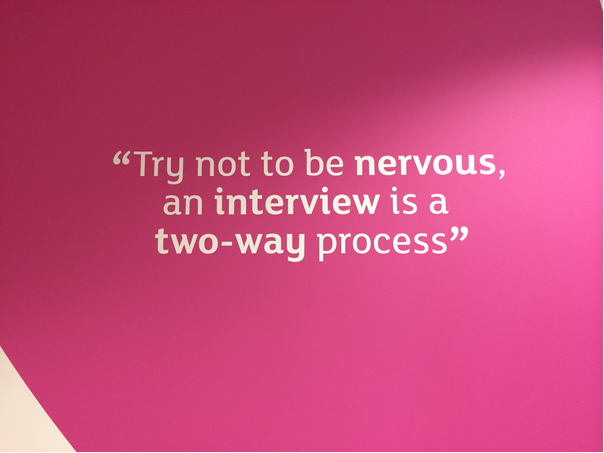 “Try not to be nervous,
an interview is a
two-way process”